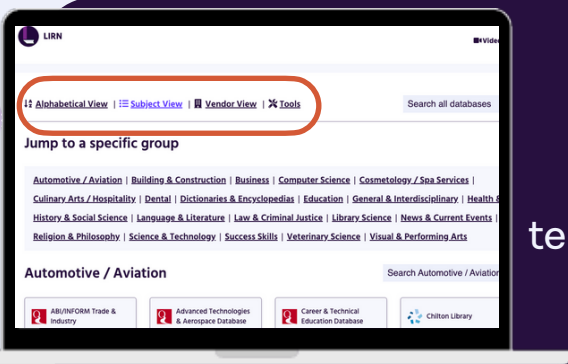 LIRN
Video
Alphabetical View | Subject View | Vendor View | Tools
Search all databases
Jump to a specific group
Automotive / Aviation | Building & Construction | Business | Computer Science | Cosmetology / Spa Services |
Culinary Arts / Hospitality | Dental | Dictionaries & Encyclopedias | Education | General & Interdisciplinary | Health &
History & Social Science | Language & Literature | Law & Criminal Justice | Library Science | News & Current Events |
Religion & Philosophy | Science & Technology | Success Skills | Veterinary Science | Visual & Performing Arts
te
Automotive / Aviation
Search Automotive / Aviation
ABI/INFORM Trade &
Industry
Advanced Technologies
& Aerospace Database
Career & Technical
Education Database
Chilton Library